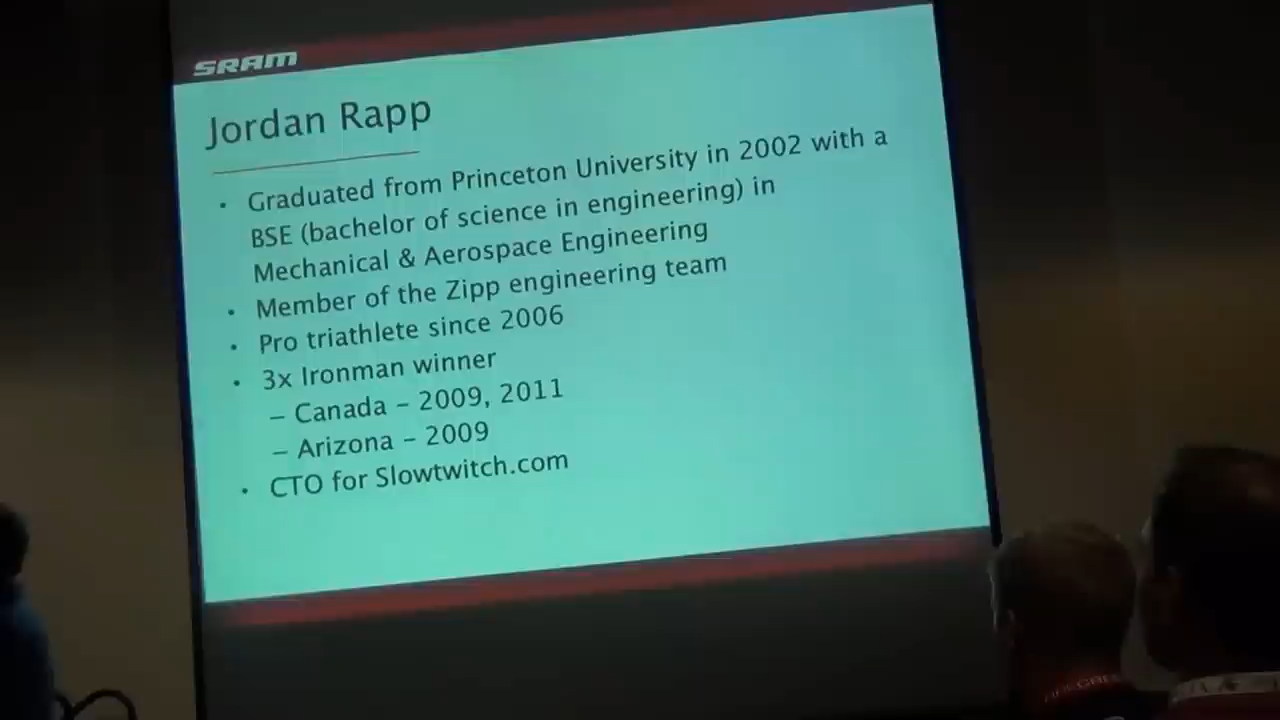 SRAM
Jordan Rapp
• Graduated from Princeton University in 2002 with a
BSE (bachelor of science in engineering) in
Mechanical & Aerospace Engineering
• Member of the Zipp engineering team
• Pro triathlete since 2006
• 3x Ironman winner
– Canada – 2009, 2011
– Arizona – 2009
• CTO for Slowtwitch.com